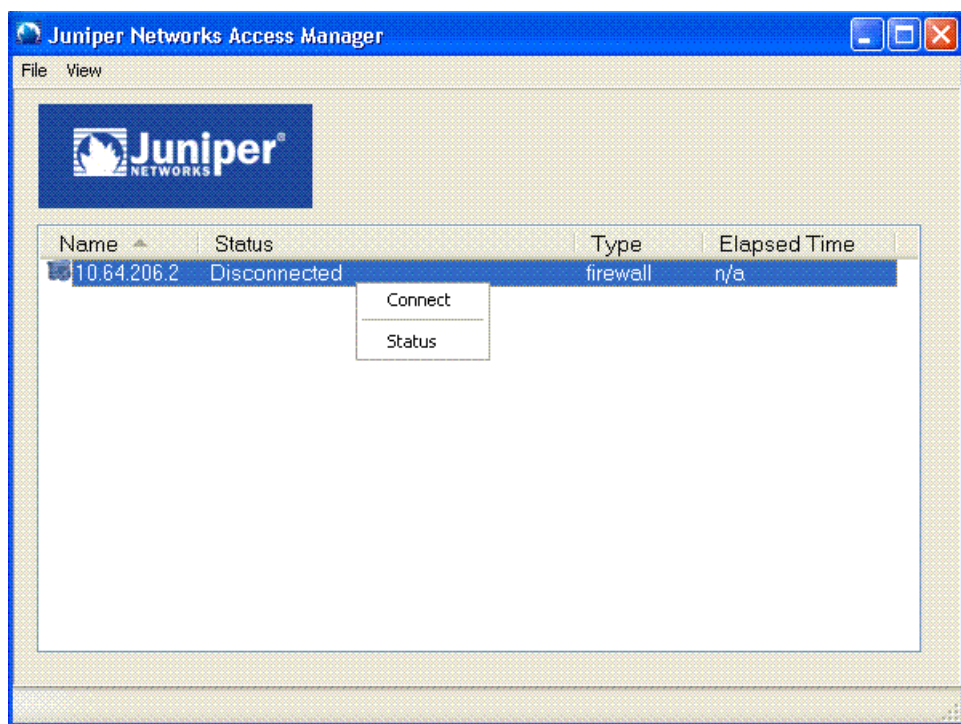 Juniper Networks Access Manager
File View
Juniper®
NETWORKS
Name Status Type Elapsed Time
10.64.206.2 Disconnected firewall n/a
Connect
Status